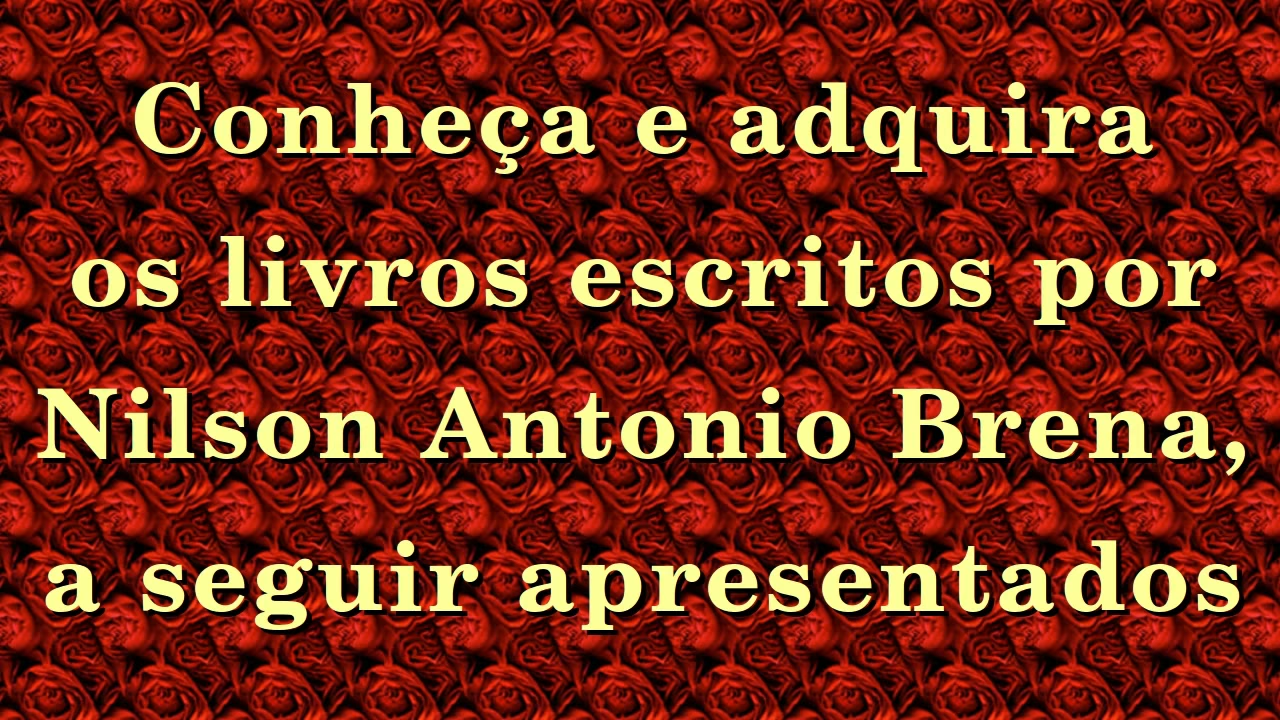 Conheça e adquira
os livros escritos por
Nilson Antonio Brena,
a seguir apresentados